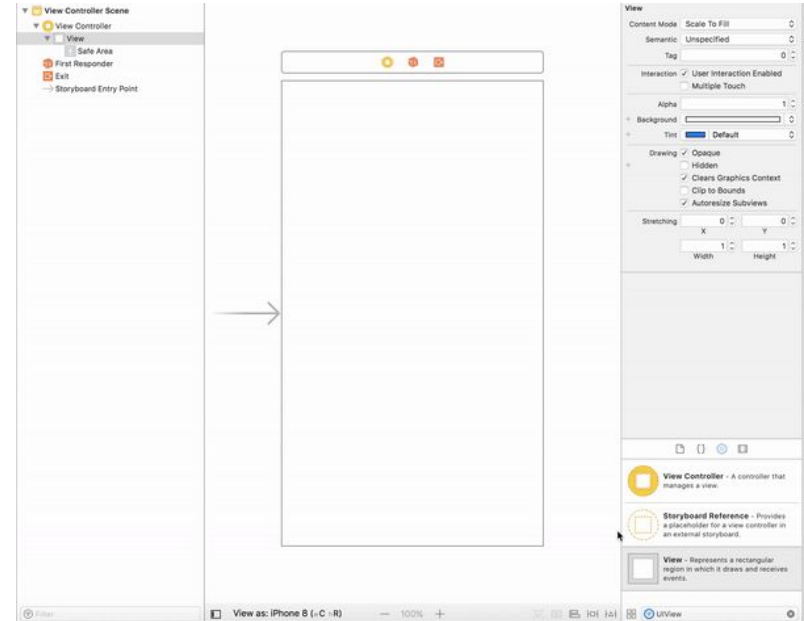 View Controller Scene
View Controller
View
Safe Area
First Responder
Exit
Storyboard Entry Point
Filter
View as: iPhone 8 (wC hR)
100%
View
Content Mode Scale To Fill
Semantic Unspecified
Tag 0
Interaction User Interaction Enabled
Multiple Touch
Alpha 1
Background
Tint Default
Drawing Opaque
Hidden
Clears Graphics Context
Clip to Bounds
Autoresize Subviews
Stretching 0 0
X Y
1 1
Width Height
View Controller - A controller that
manages a view.
Storyboard Reference - Provides
a placeholder for a view controller in
an external storyboard.
View - Represents a rectangular
region in which it draws and receives
events.
UIView